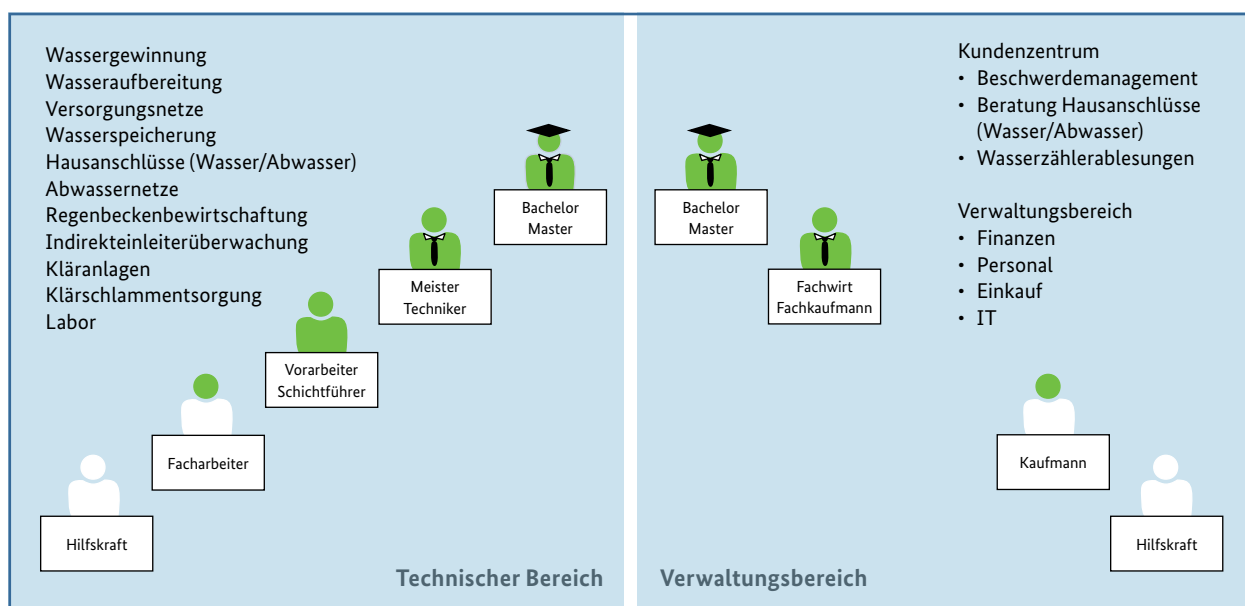 Wassergewinnung
Wasseraufbereitung
Versorgungsnetze
Wasserspeicherung
Hausanschlüsse (Wasser/Abwasser)
Abwassernetze
Regenbeckenbewirtschaftung
Indirekteinleiterüberwachung
Kläranlagen
Klärschlammentsorgung
Labor
Bachelor
Master
Meister
Techniker
Vorarbeiter
Schichtführer
Facharbeiter
Hilfskraft
Technischer Bereich
Kundenzentrum
• Beschwerdemanagement
• Beratung Hausanschlüsse
(Wasser/Abwasser)
• Wasserzählerablesungen
Verwaltungsbereich
• Finanzen
• Personal
• Einkauf
• IT
Bachelor
Master
Fachwirt
Fachkaufmann
Kaufmann
Hilfskraft
Verwaltungsbereich